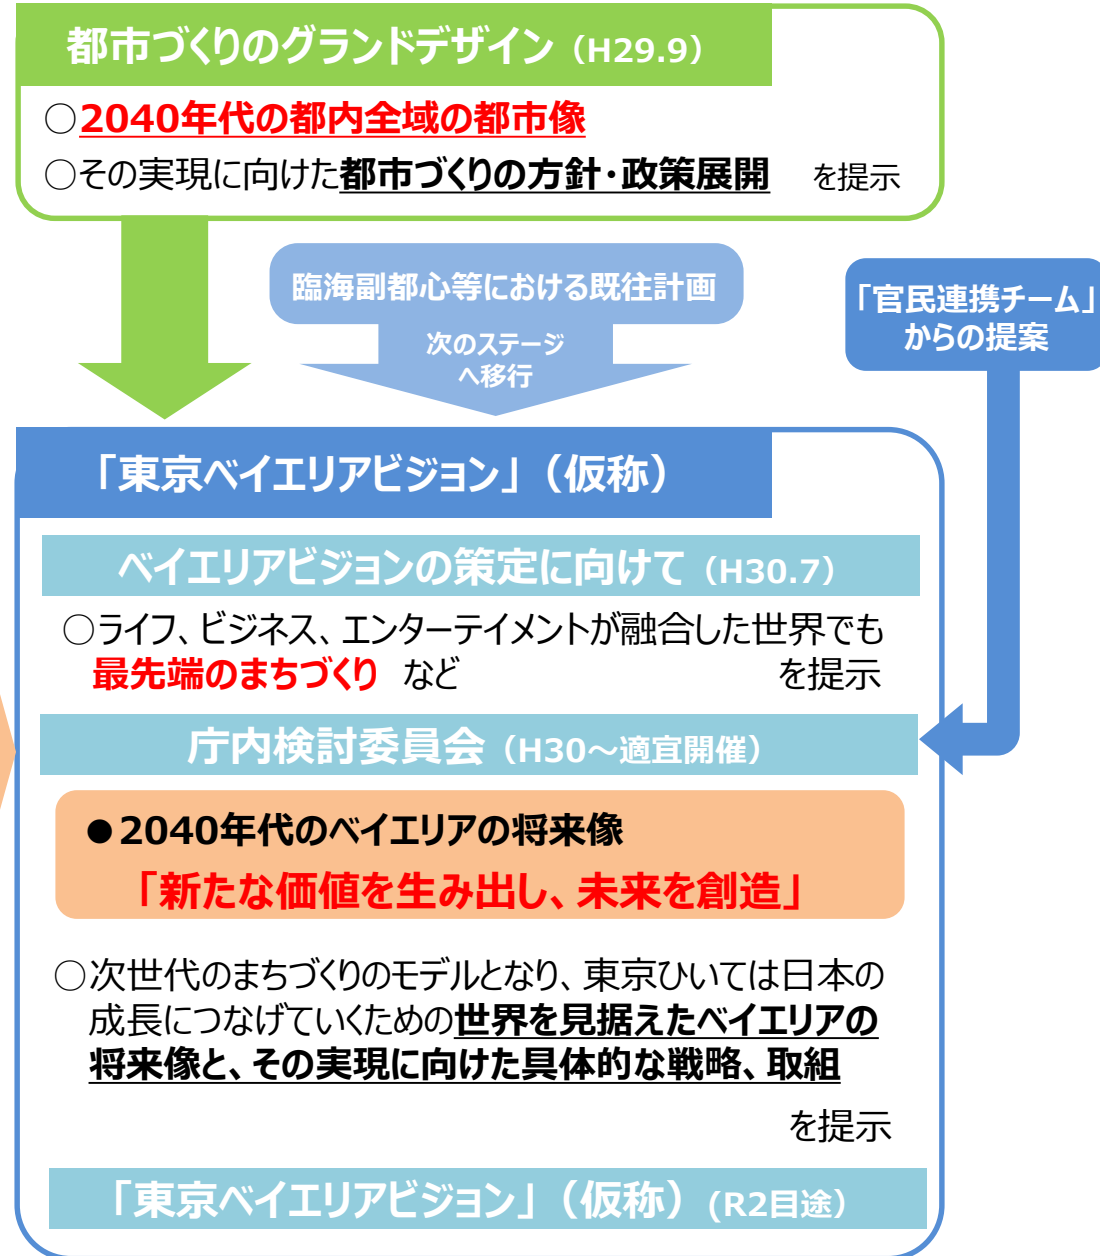 都市づくりのグランドデザイン（H29.9）
○2040年代の都内全域の都市像
○その実現に向けた都市づくりの方針・政策展開　を提示
臨海副都心等における既往計画
次のステージ
へ移行
「官民連携チーム」
からの提案
「東京ベイエリアビジョン」（仮称）
ベイエリアビジョンの策定に向けて（H30.7）
○ライフ、ビジネス、エンターテイメントが融合した世界でも
最先端のまちづくり　など　を提示
庁内検討委員会（H30～適宜開催）
●2040年代のベイエリアの将来像
「新たな価値を生み出し、未来を創造」
○次世代のまちづくりのモデルとなり、東京ひいては日本の
成長につなげていくための世界を見据えたベイエリアの
将来像と、その実現に向けた具体的な戦略、取組
を提示
「東京ベイエリアビジョン」（仮称）(R2目途）